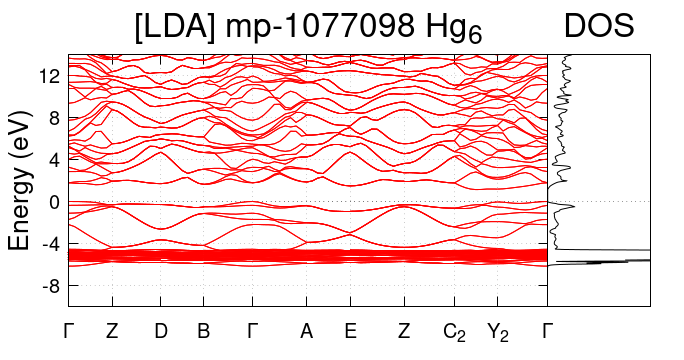 [LDA] mp-1077098 Hg₆ DOS
Energy (eV)
12
8
4
0
-4
-8
Γ Z D B Γ A E Z C₂ Y₂ Γ